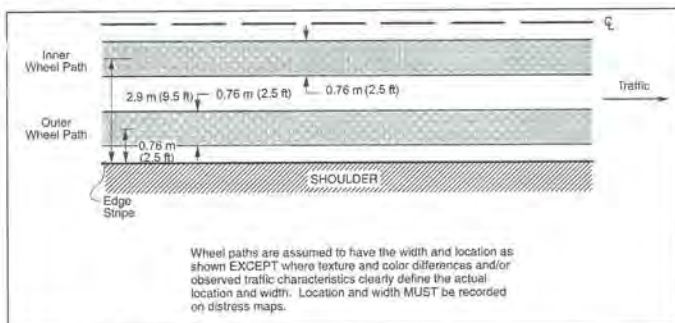 ℄
Inner
Wheel Path
2.9 m (9.5 ft)
0.76 m (2.5 ft)
0.76 m (2.5 ft)
Traffic
Outer
Wheel Path
0.76 m
(2.5 ft)
SHOULDER
Edge
Stripe
Wheel paths are assumed to have the width and location as
shown EXCEPT where texture and color differences and/or
observed traffic characteristics clearly define the actual
location and width. Location and width MUST be recorded
on distress maps.